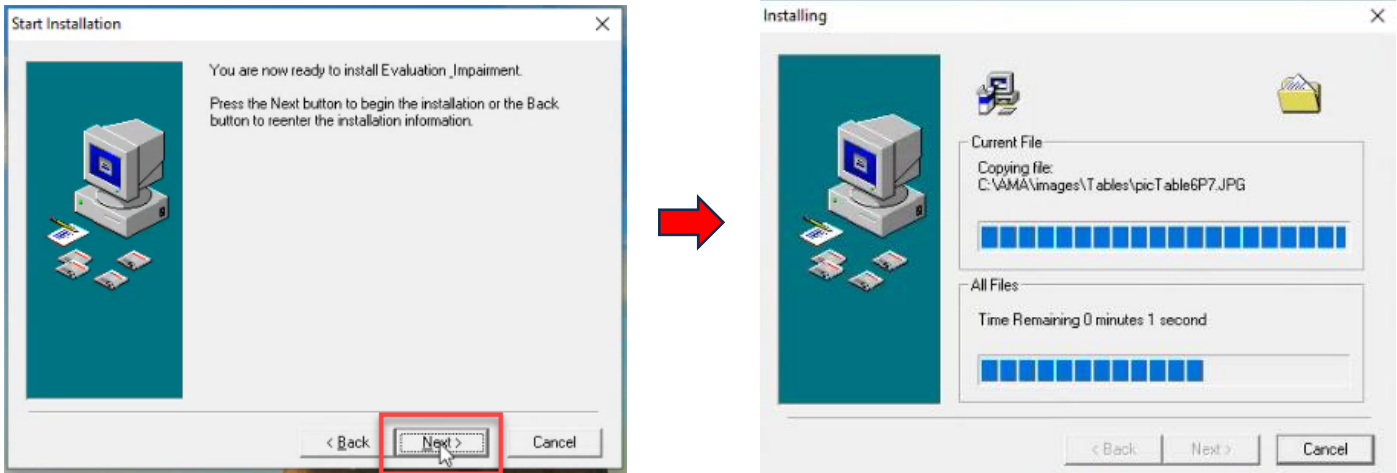 Start Installation
You are now ready to install Evaluation_Impairment.
Press the Next button to begin the installation or the Back
button to reenter the installation information.
< Back
Next >
Cancel
Installing
Current File
Copying file:
C:\AMA\images\Tables\picTable6P7.JPG
All Files
Time Remaining 0 minutes 1 second
< Back
Next >
Cancel